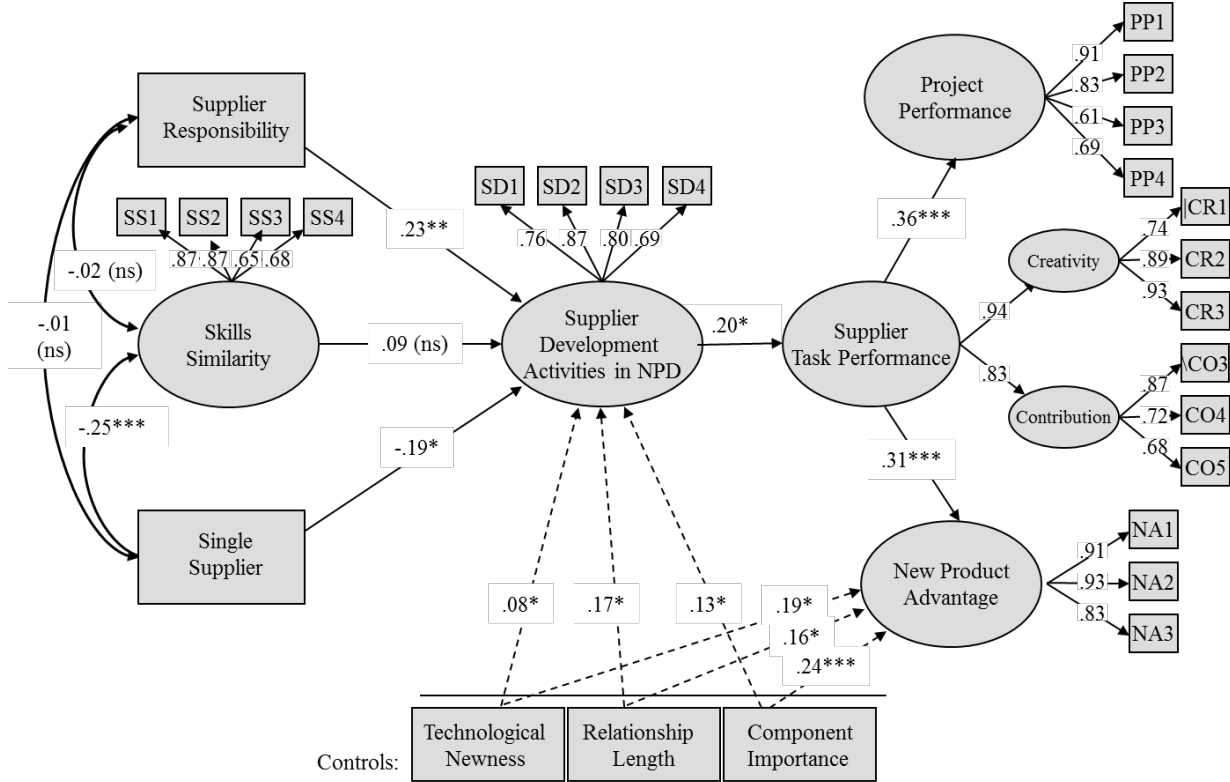 Supplier
Responsibility
SS1
SS2
SS3
SS4
.87
.87
.65
.68
Skills
Similarity
Single
Supplier
-.02 (ns)
-.01
(ns)
-.25***
.23**
.09 (ns)
-.19*
SD1
SD2
SD3
SD4
.76
.87
.80
.69
Supplier
Development
Activities in NPD
.20*
Supplier
Task Performance
.36***
.31***
Project
Performance
.91
.83
.61
.69
PP1
PP2
PP3
PP4
.94
.83
Creativity
.74
.89
.93
|CR1
CR2
CR3
Contribution
.87
.72
.68
\CO3
CO4
CO5
New Product
Advantage
.91
.93
.83
NA1
NA2
NA3
.08*
.17*
.13*
.19*
.16*
.24***
Controls:
Technological
Newness
Relationship
Length
Component
Importance